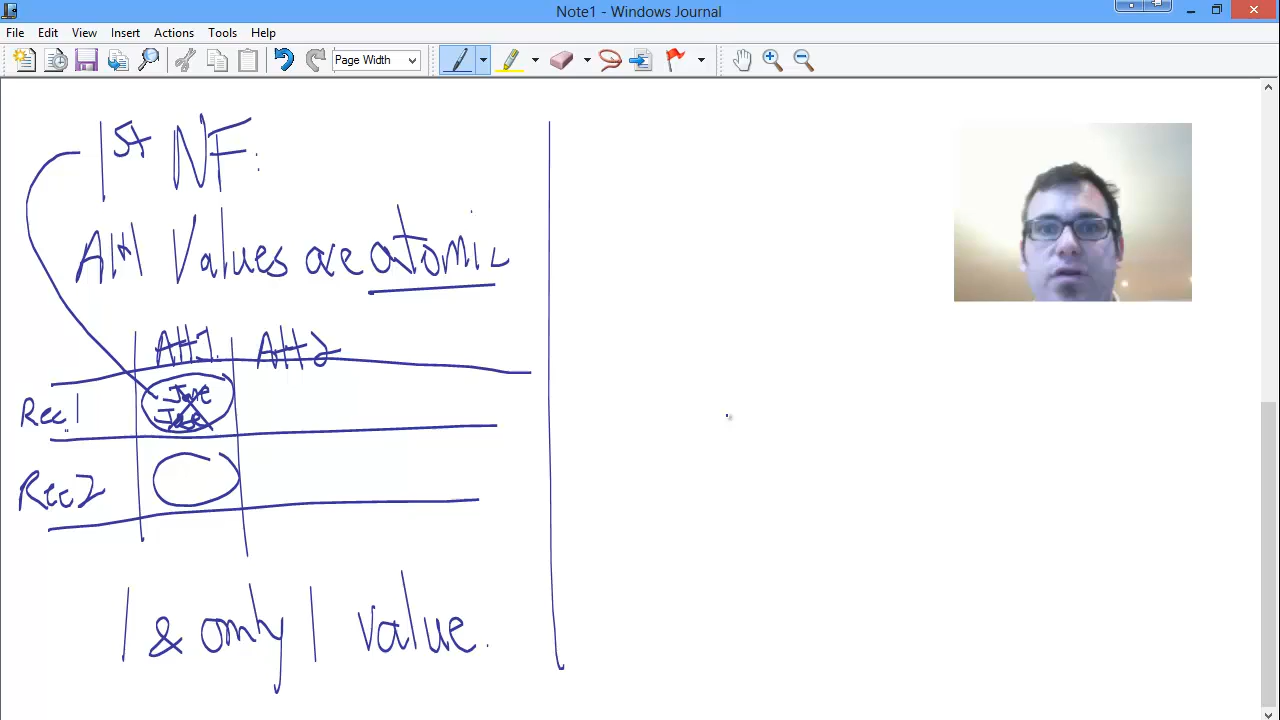 Note1 - Windows Journal
File Edit View Insert Actions Tools Help
Page Width
1st NF:
Att Values are atomic
Att1 Att2
Rec1 Jane
Rec2
1 & only 1 value.